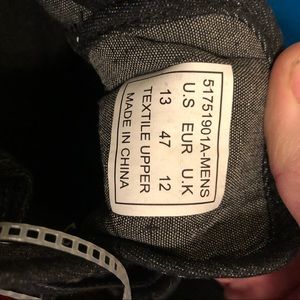 51751901A-MENS
U.S EUR U.K
13 47 12
TEXTILE UPPER
MADE IN CHINA